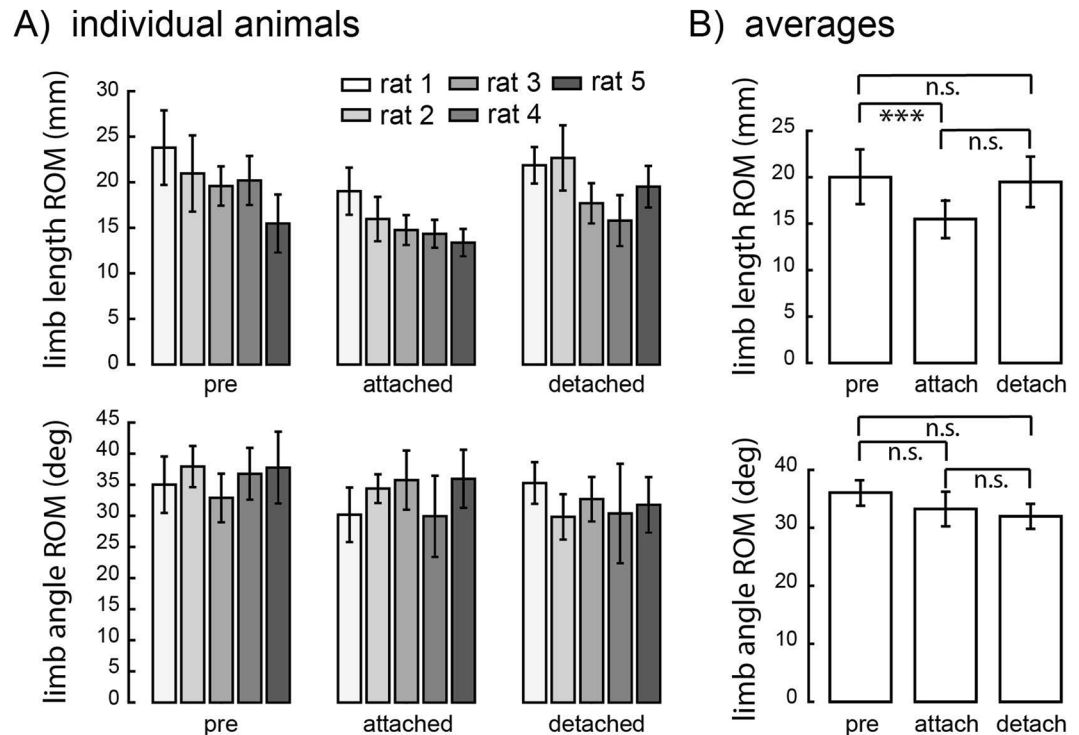 A) individual animals
B) averages
rat 1 rat 3 rat 5
rat 2 rat 4
limb length ROM (mm)
30
25
20
15
10
5
0
pre attached detached
limb angle ROM (deg)
45
40
35
30
25
20
15
10
5
0
pre attached detached
n.s.
***
n.s.
limb length ROM (mm)
25
20
15
10
5
0
pre attach detach
n.s.
n.s.
n.s.
limb angle ROM (deg)
40
30
20
10
0
pre attach detach